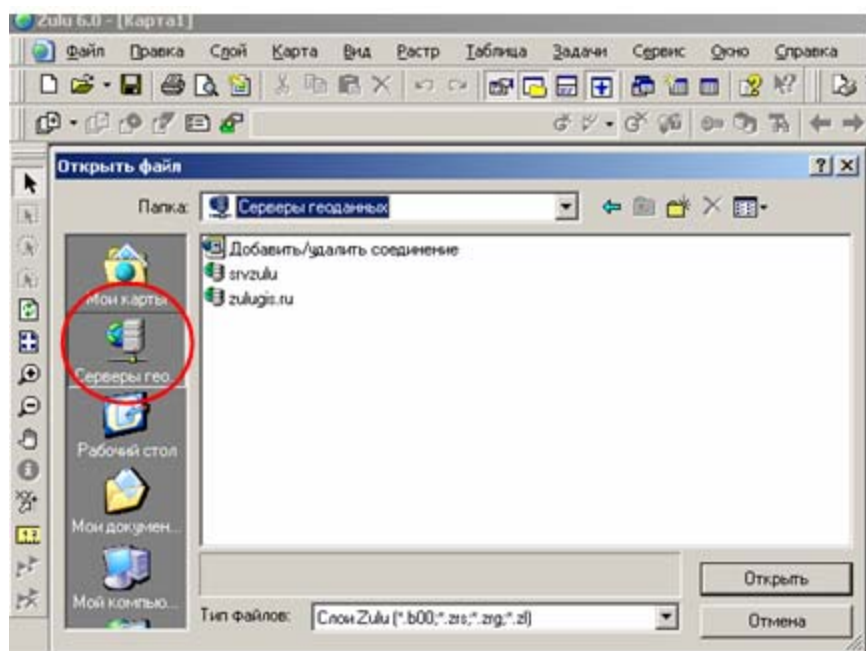 Zulu 6.0 - [Карта1]
Файл Правка Слой Карта Вид Растр Таблица Задачи Сервис Окно Справка
Открыть файл
Папка: Серверы геоданных
Мои карты
Серверы гео...
Рабочий стол
Мои докумен...
Мой компью...
Добавить/удалить соединение
srvzulu
zulugis.ru
Открыть
Тип файлов: Слои Zulu (*.b00;*.zrs;*.zrg;*.zl)
Отмена